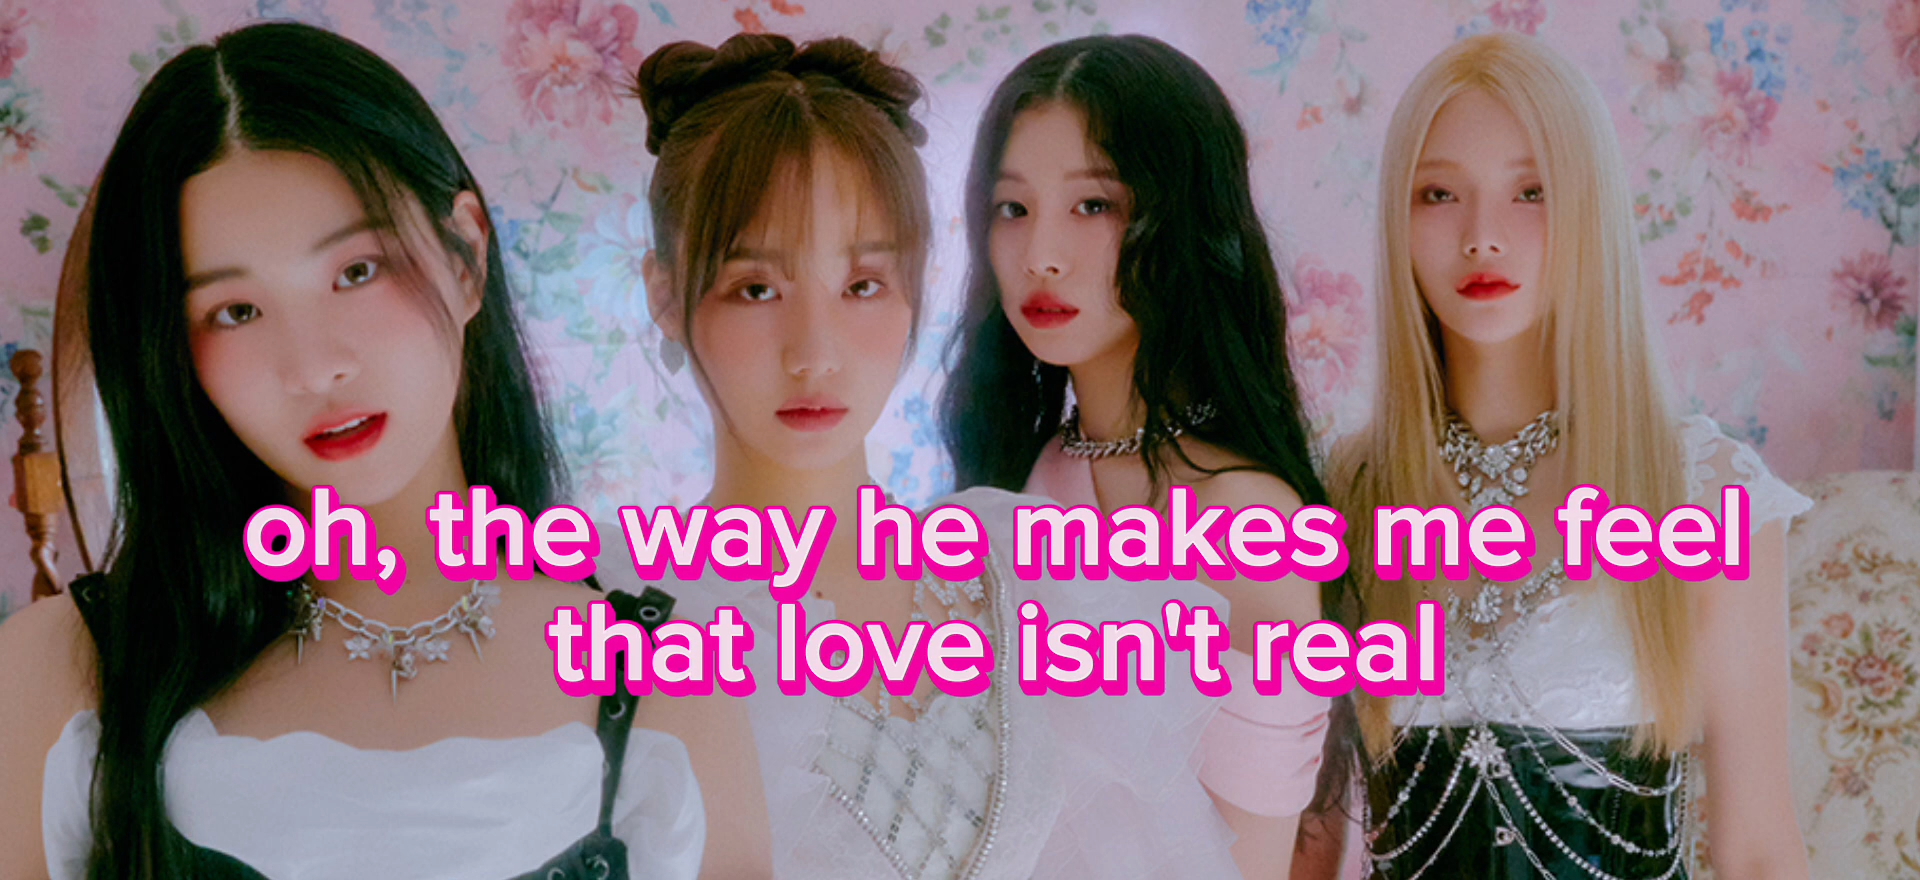 oh, the way he makes me feel
that love isn't real